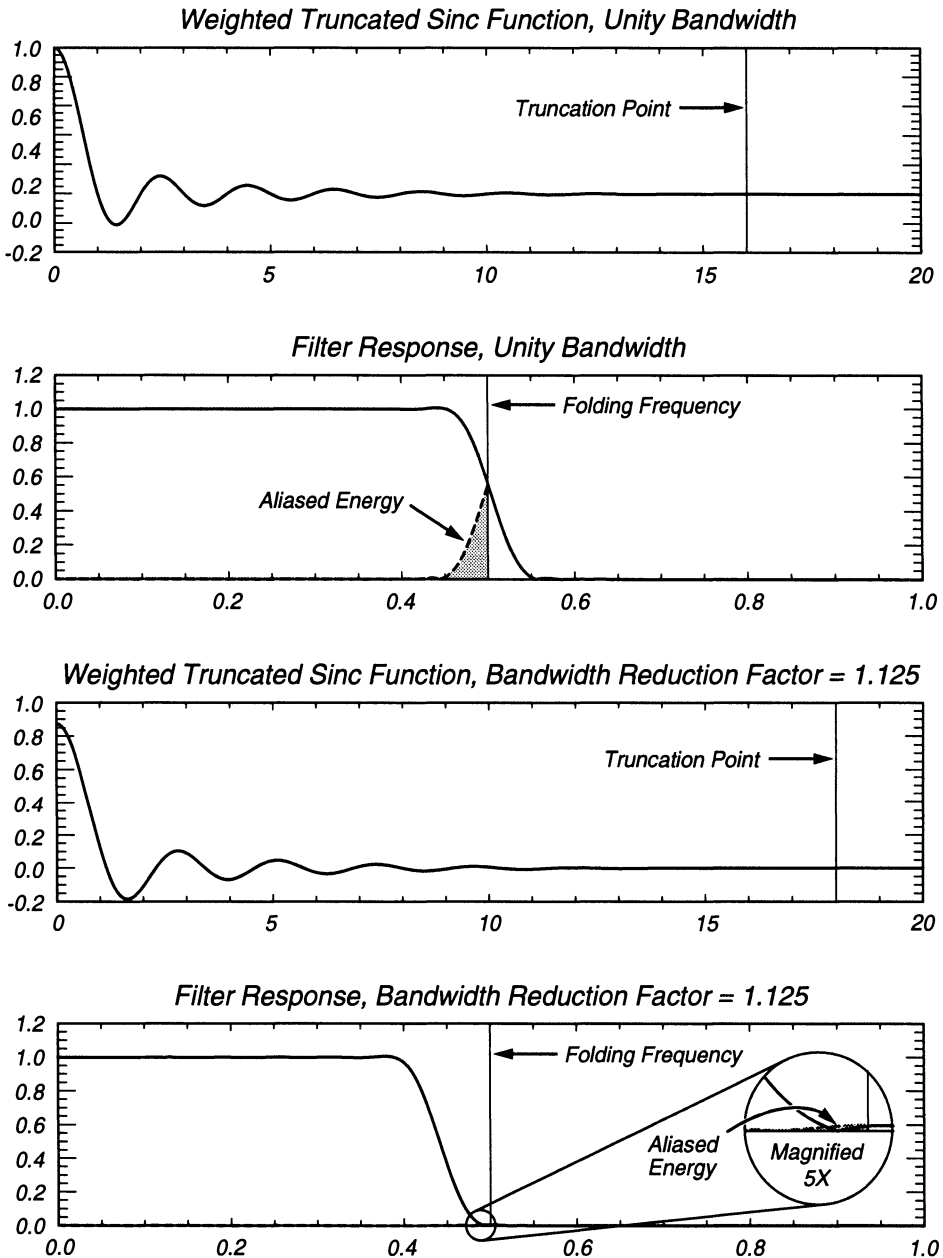 Weighted Truncated Sinc Function, Unity Bandwidth
1.0
0.8
0.6
0.4
0.2
0.0
-0.2
Truncation Point
0 5 10 15 20
Filter Response, Unity Bandwidth
1.2
1.0
0.8
0.6
0.4
0.2
0.0
Folding Frequency
Aliased Energy
0.0 0.2 0.4 0.6 0.8 1.0
Weighted Truncated Sinc Function, Bandwidth Reduction Factor = 1.125
1.0
0.8
0.6
0.4
0.2
0.0
-0.2
Truncation Point
0 5 10 15 20
Filter Response, Bandwidth Reduction Factor = 1.125
1.2
1.0
0.8
0.6
0.4
0.2
0.0
Folding Frequency
Aliased
Energy
Magnified
5X
0.0 0.2 0.4 0.6 0.8 1.0